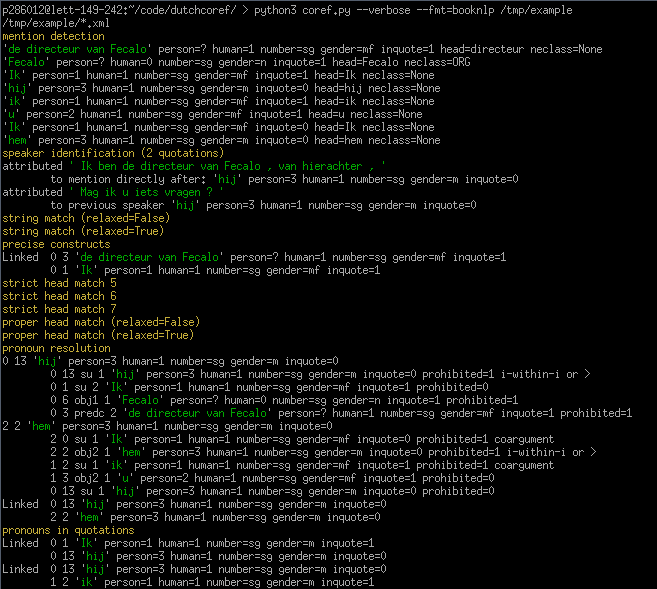 p286012@lett-149-242:~/code/dutchcoref/ > python3 coref.py --verbose --fmt=booknlp /tmp/example
/tmp/example/*.xml
mention detection
'de directeur van Fecalo' person=? human=1 number=sg gender=mf inquote=1 head=directeur neclass=None
'Fecalo' person=? human=0 number=sg gender=n inquote=1 head=Fecalo neclass=ORG
'Ik' person=1 human=1 number=sg gender=mf inquote=1 head=Ik neclass=None
'hij' person=3 human=1 number=sg gender=m inquote=0 head=hij neclass=None
'ik' person=1 human=1 number=sg gender=mf inquote=1 head=ik neclass=None
'u' person=2 human=1 number=sg gender=mf inquote=1 head=u neclass=None
'Ik' person=1 human=1 number=sg gender=mf inquote=0 head=Ik neclass=None
'hem' person=3 human=1 number=sg gender=m inquote=0 head=hem neclass=None
speaker identification (2 quotations)
attributed ' Ik ben de directeur van Fecalo , van hierachter , '
to mention directly after: 'hij' person=3 human=1 number=sg gender=m inquote=0
attributed ' Mag ik u iets vragen ? '
to previous speaker 'hij' person=3 human=1 number=sg gender=m inquote=0
string match (relaxed=False)
string match (relaxed=True)
precise constructs
Linked 0 3 'de directeur van Fecalo' person=? human=1 number=sg gender=mf inquote=1
0 1 'Ik' person=1 human=1 number=sg gender=mf inquote=1
strict head match 5
strict head match 6
strict head match 7
proper head match (relaxed=False)
proper head match (relaxed=True)
pronoun resolution
0 13 'hij' person=3 human=1 number=sg gender=m inquote=0
0 13 su 1 'hij' person=3 human=1 number=sg gender=m inquote=0 prohibited=1 i-within-i or >
0 1 su 2 'Ik' person=1 human=1 number=sg gender=mf inquote=1 prohibited=0
0 6 obj1 1 'Fecalo' person=? human=0 number=sg gender=n inquote=1 prohibited=1
0 3 predc 2 'de directeur van Fecalo' person=? human=1 number=sg gender=mf inquote=1 prohibited=1
2 2 'hem' person=3 human=1 number=sg gender=m inquote=0
2 0 su 1 'Ik' person=1 human=1 number=sg gender=mf inquote=0 prohibited=1 coargument
2 2 obj2 1 'hem' person=3 human=1 number=sg gender=m inquote=0 prohibited=1 i-within-i or >
1 2 su 1 'ik' person=1 human=1 number=sg gender=mf inquote=1 prohibited=1 coargument
1 3 obj2 1 'u' person=2 human=1 number=sg gender=mf inquote=1 prohibited=0
0 13 su 1 'hij' person=3 human=1 number=sg gender=m inquote=0 prohibited=0
Linked 0 13 'hij' person=3 human=1 number=sg gender=m inquote=0
2 2 'hem' person=3 human=1 number=sg gender=m inquote=0
pronouns in quotations
Linked 0 1 'Ik' person=1 human=1 number=sg gender=mf inquote=1
0 13 'hij' person=3 human=1 number=sg gender=m inquote=0
Linked 0 13 'hij' person=3 human=1 number=sg gender=m inquote=0
1 2 'ik' person=1 human=1 number=sg gender=mf inquote=1